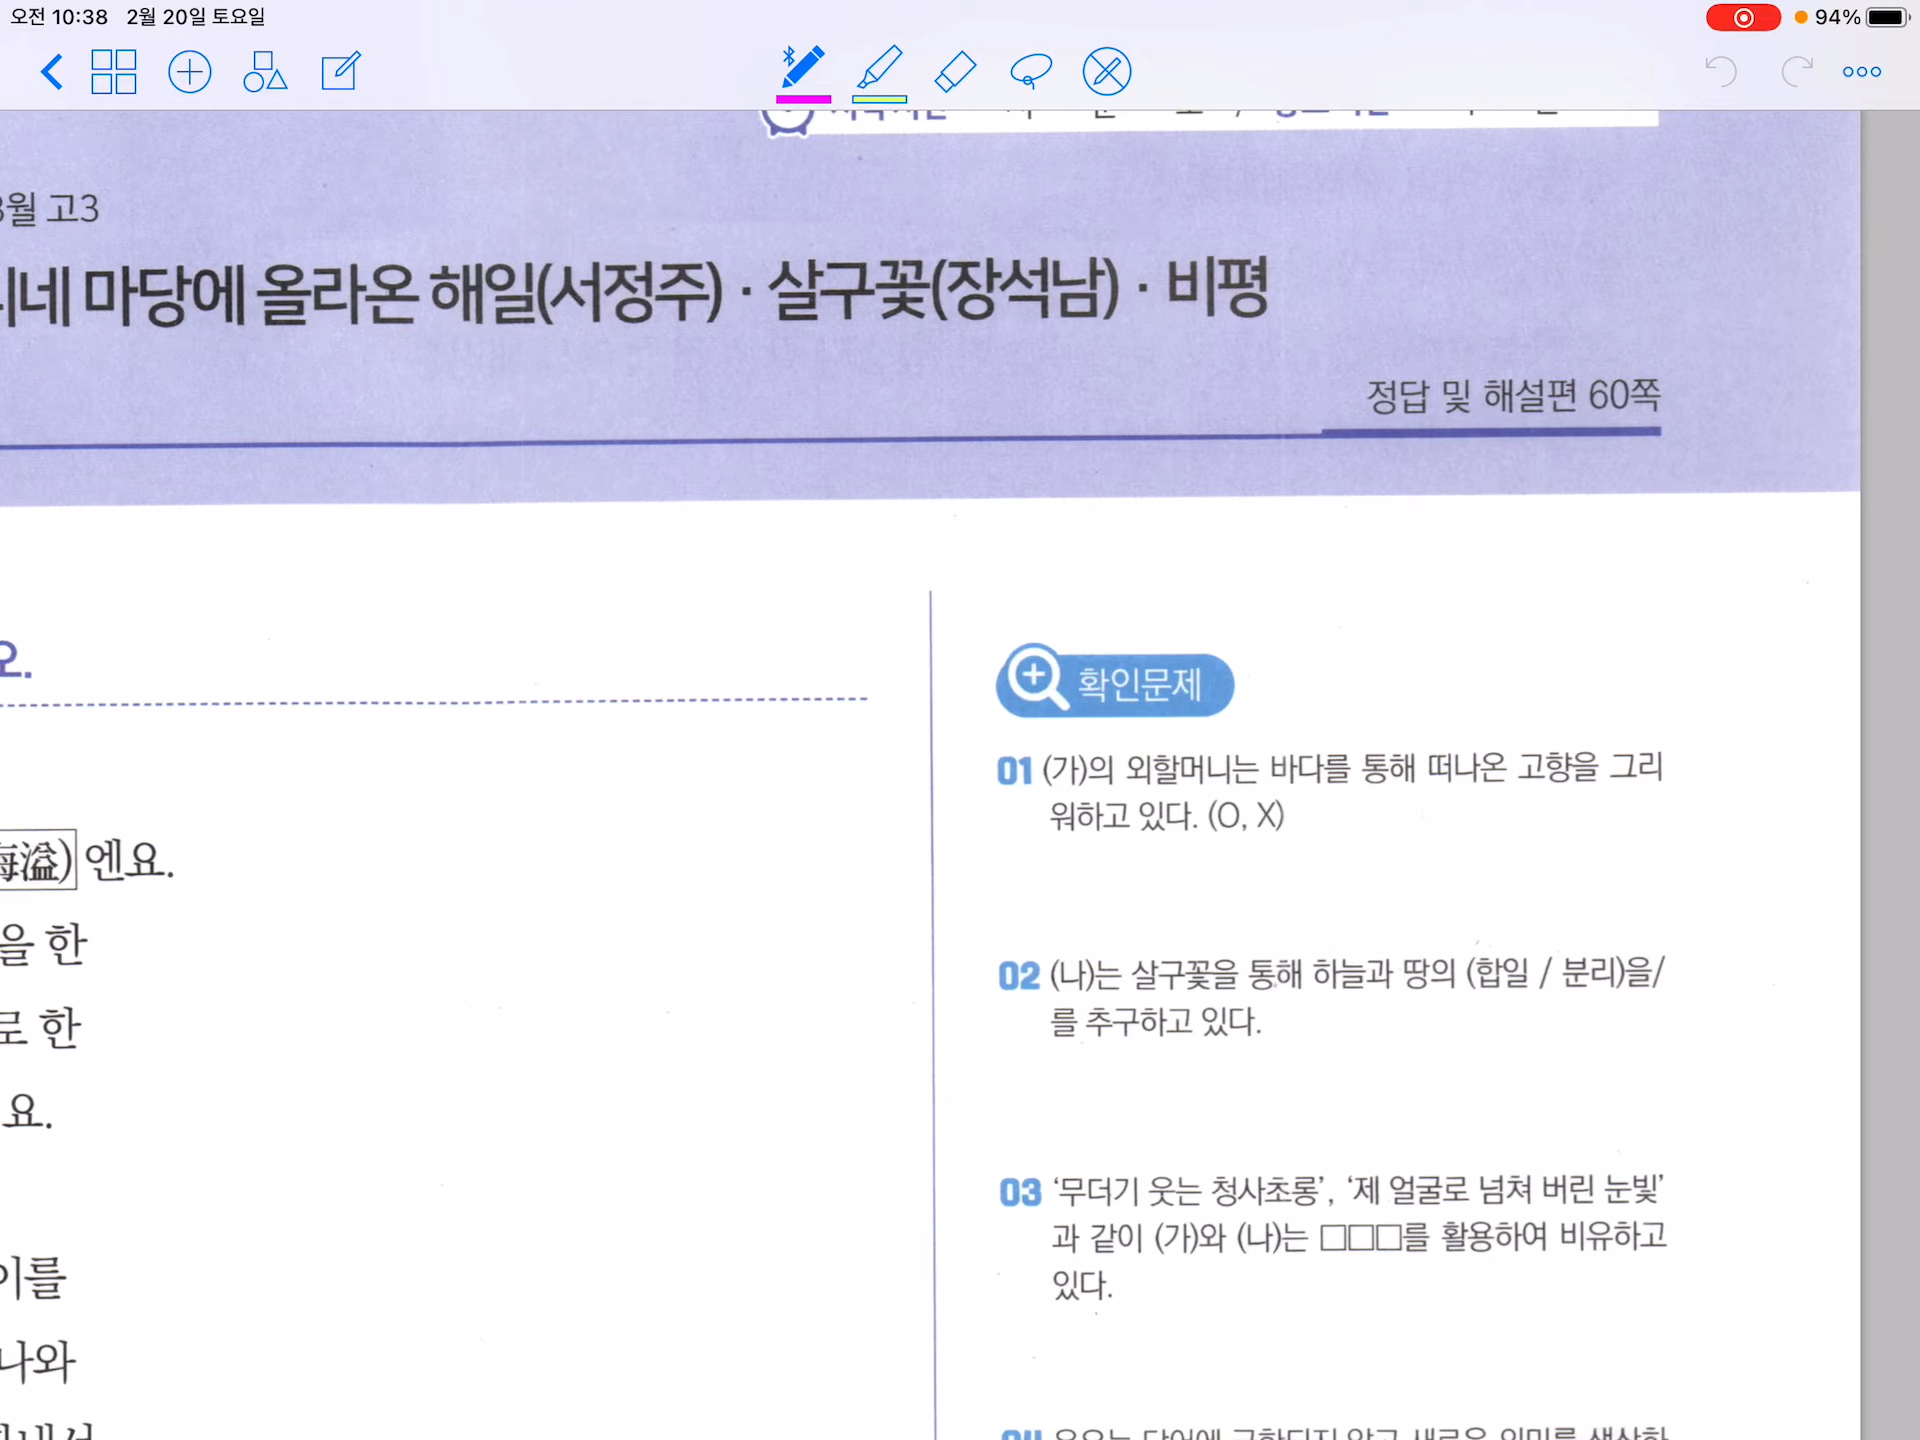 오전 10:38 2월 20일 토요일
94%
월 고3
네 마당에 올라온 해일(서정주) · 살구꽃(장석남) · 비평
정답 및 해설편 60쪽
오.
확인문제
01 (가)의 외할머니는 바다를 통해 떠나온 고향을 그리
워하고 있다. (O, X)
溢) 엔요.
을 한
02 (나)는 살구꽃을 통해 하늘과 땅의 (합일 / 분리)을/
를 추구하고 있다.
로 한
요.
03 ‘무더기 웃는 청사초롱’, ‘제 얼굴로 넘쳐 버린 눈빛’
과 같이 (가)와 (나)는 □□□를 활용하여 비유하고
있다.
이를
나와